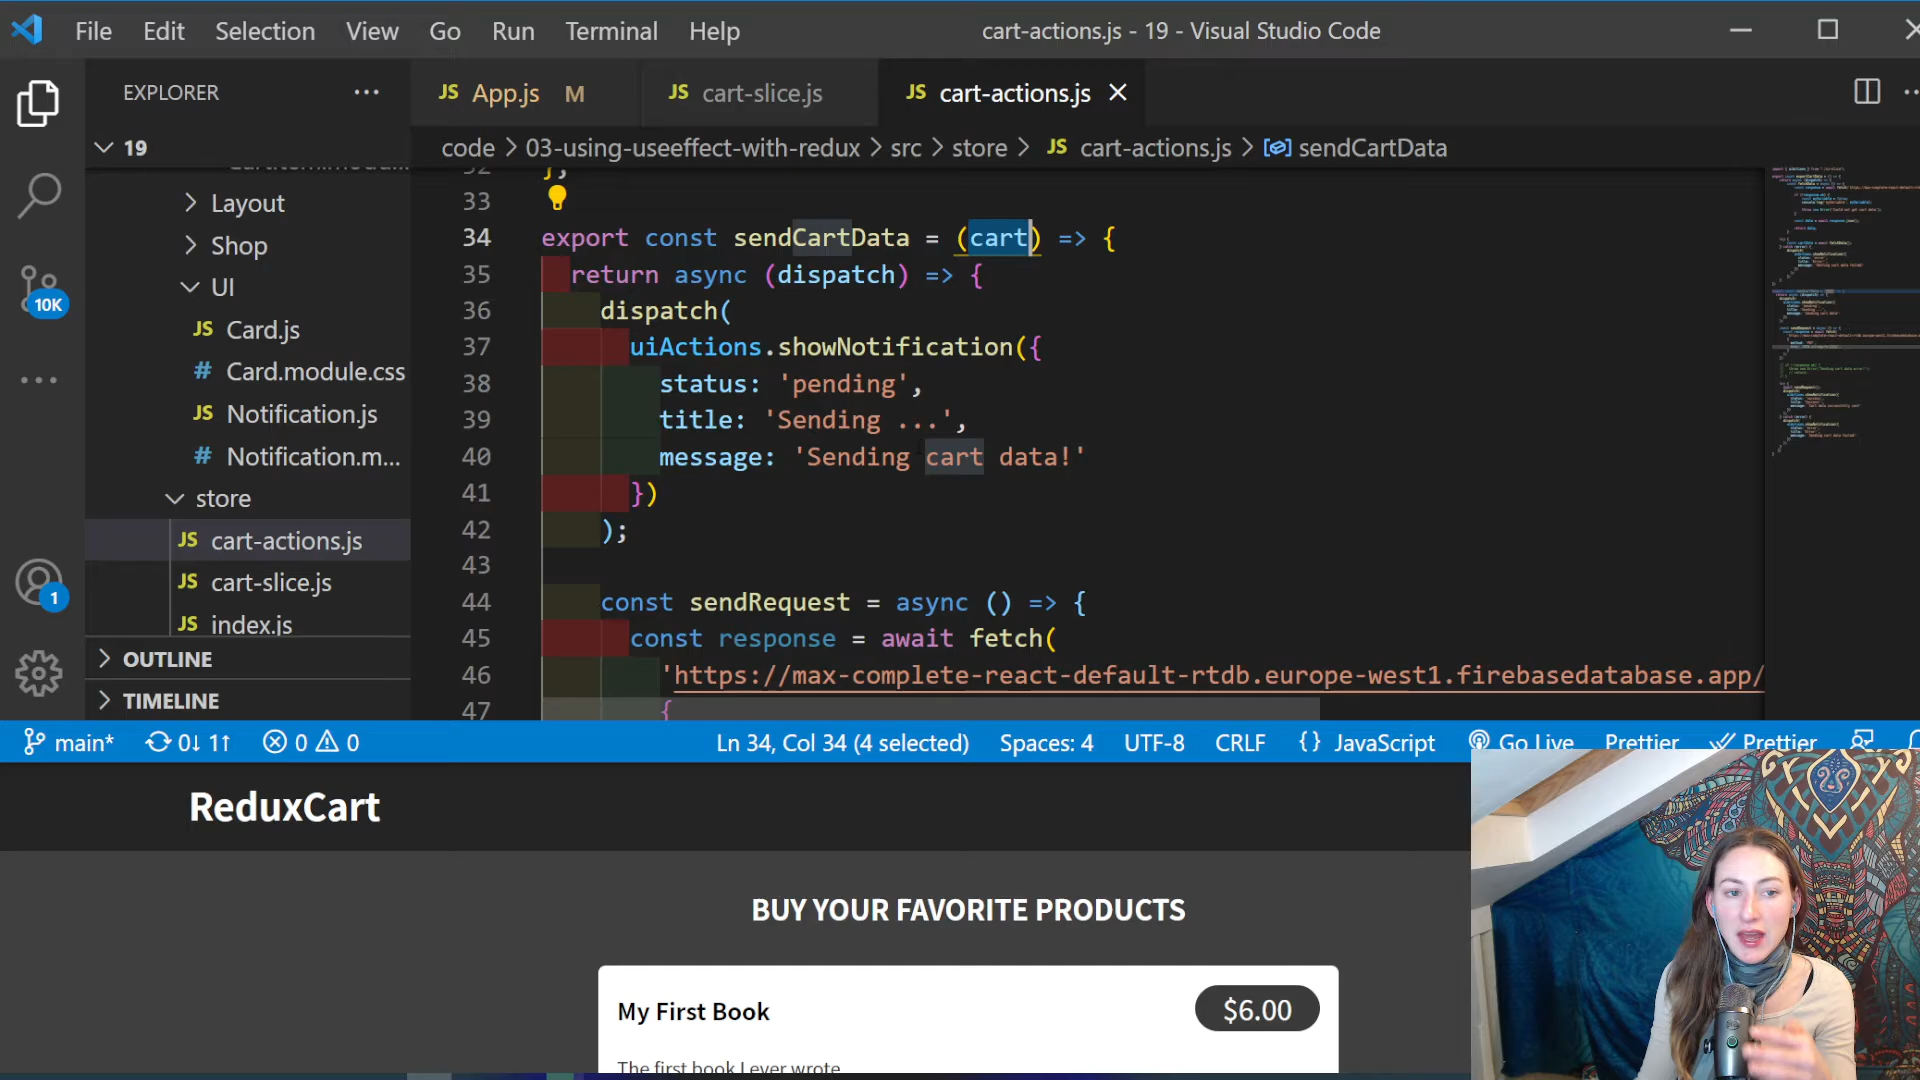 File Edit Selection View Go Run Terminal Help
cart-actions.js - 19 - Visual Studio Code
EXPLORER ...
JS App.js M
JS cart-slice.js
JS cart-actions.js
19
code > 03-using-useeffect-with-redux > src > store > JS cart-actions.js > sendCartData
Layout
Shop
UI
JS Card.js
# Card.module.css
JS Notification.js
# Notification.m...
store
JS cart-actions.js
JS cart-slice.js
JS index.js
OUTLINE
TIMELINE
10K
1
32 };
33
34 export const sendCartData = (cart) => {
35 return async (dispatch) => {
36 dispatch(
37 uiActions.showNotification({
38 status: 'pending',
39 title: 'Sending ...',
40 message: 'Sending cart data!'
41 })
42 );
43
44 const sendRequest = async () => {
45 const response = await fetch(
46 'https://max-complete-react-default-rtdb.europe-west1.firebasedatabase.app/
47 {
main* 0↓ 1↑ 0 0 Ln 34, Col 34 (4 selected) Spaces: 4 UTF-8 CRLF {} JavaScript Go Live Prettier Prettier
ReduxCart
BUY YOUR FAVORITE PRODUCTS
My First Book
$6.00
The first book I ever wrote